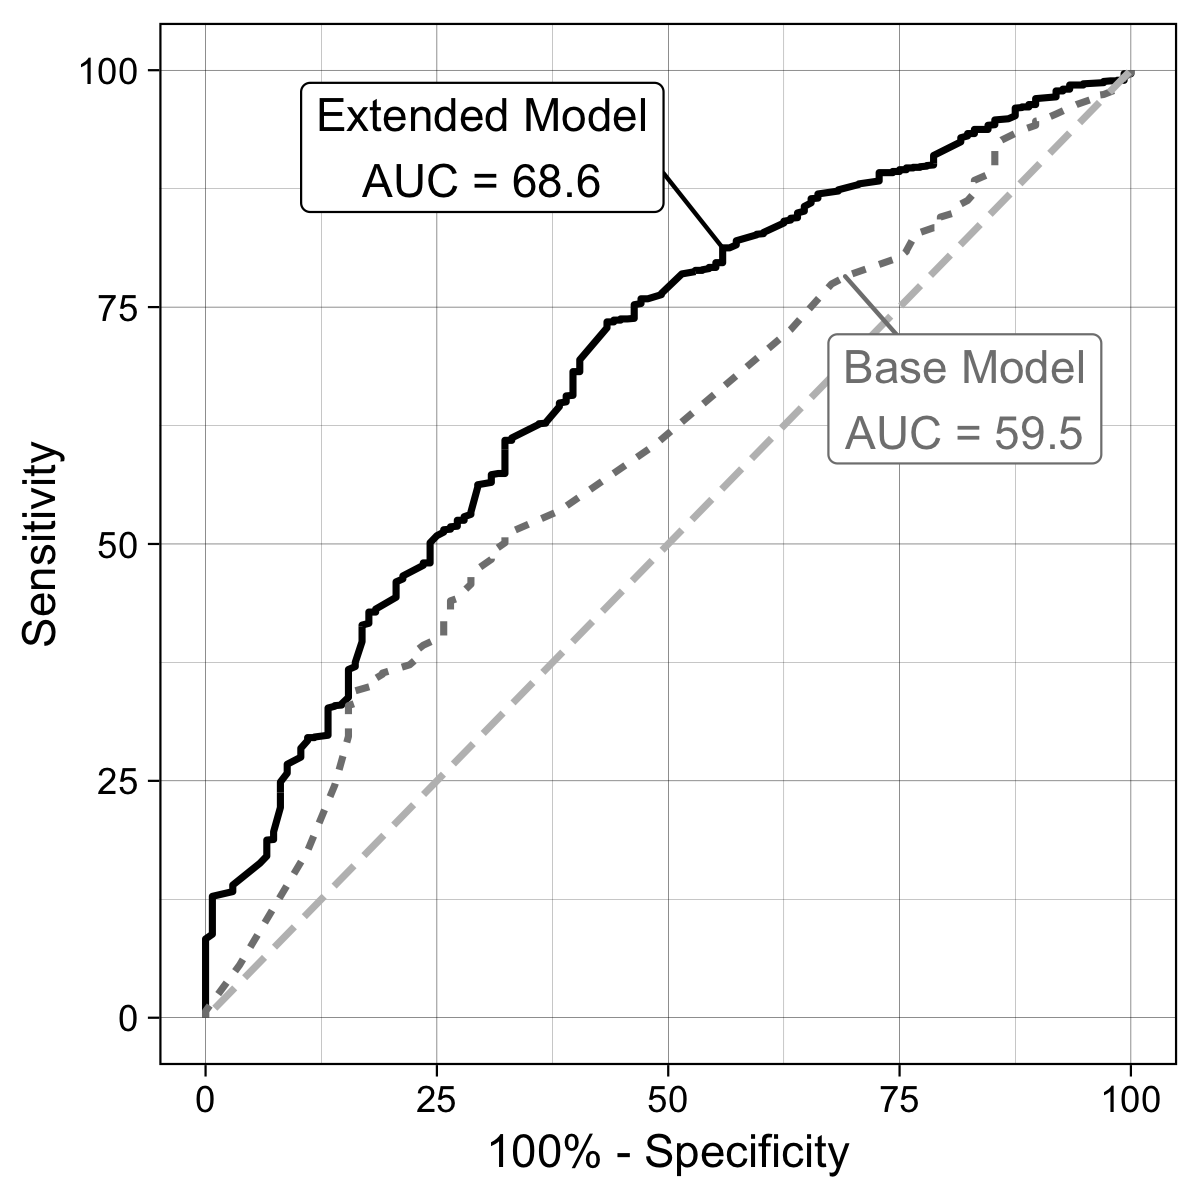 100
75
50
25
0
Sensitivity
Extended Model
AUC = 68.6
Base Model
AUC = 59.5
0
25
50
75
100
100% - Specificity